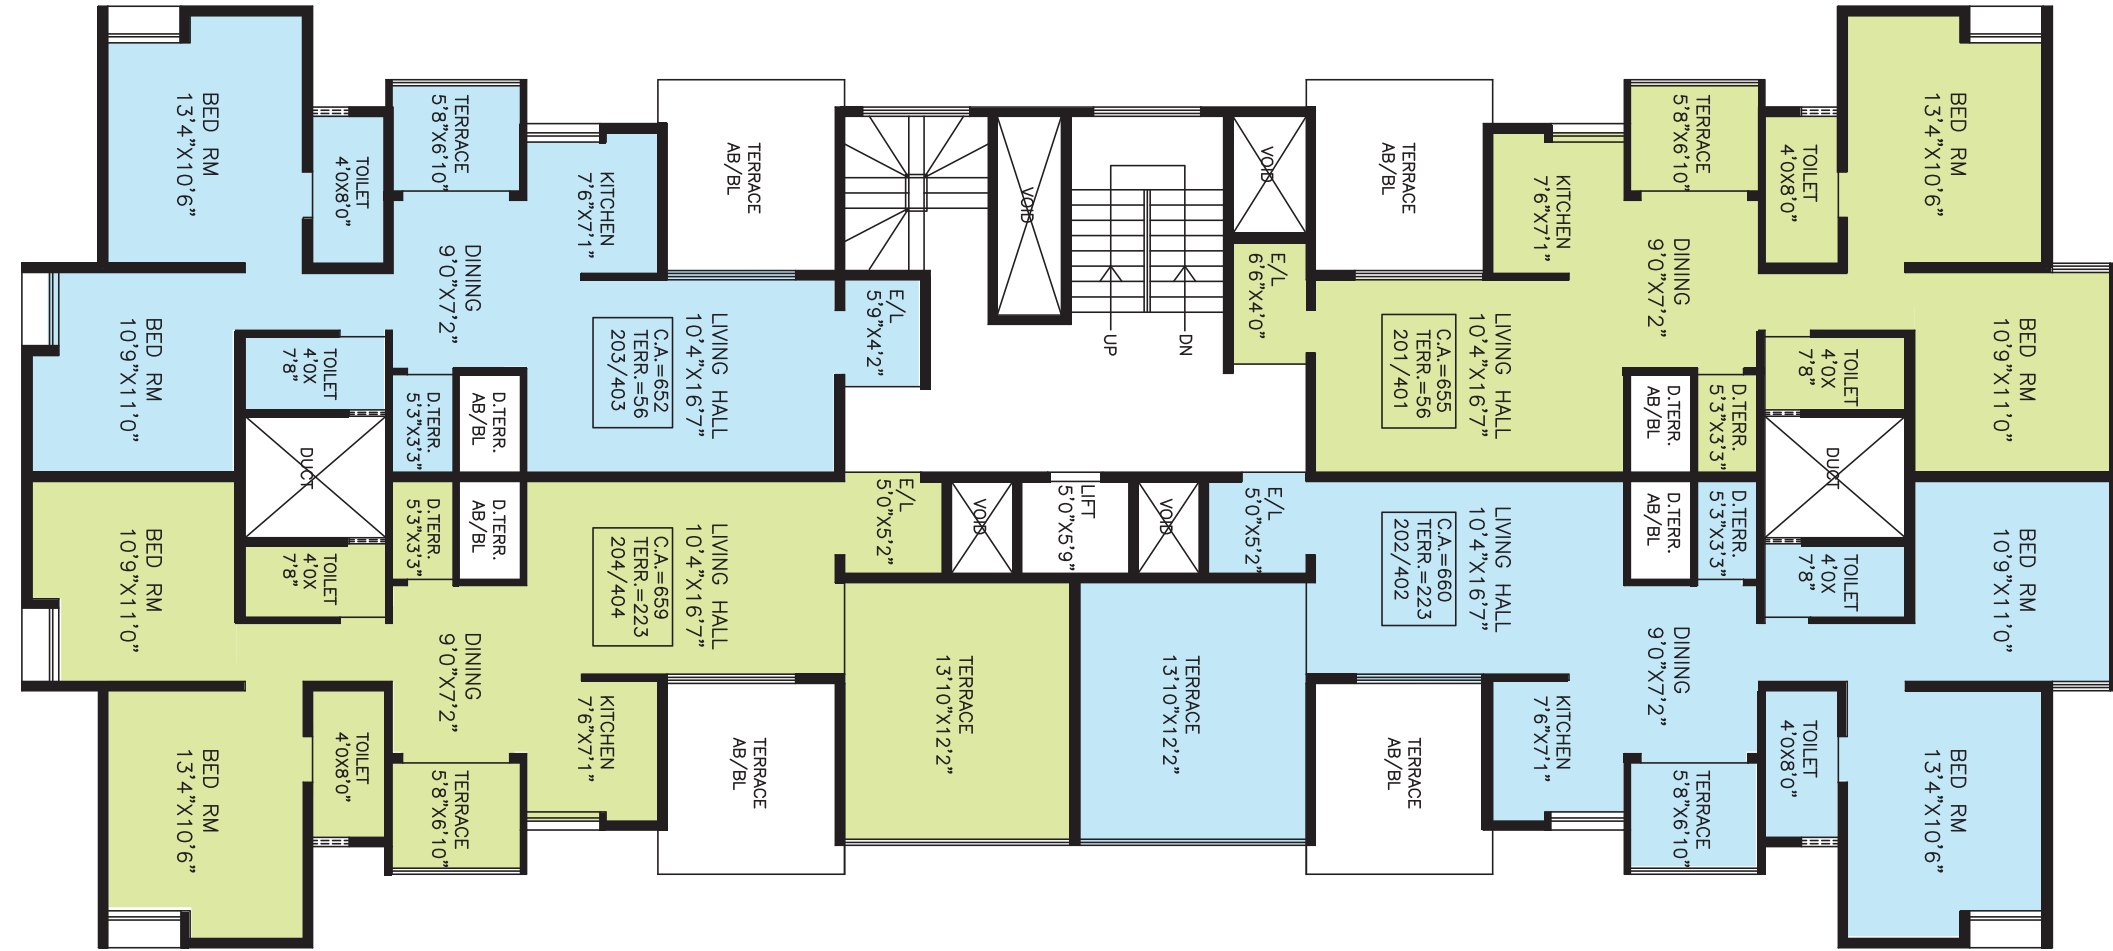 BED RM
13'4"X10'6"
TOILET
4'0X8'0"
TERRACE
5'8"X6'10"
KITCHEN
7'6"X7'1"
TERRACE
AB/BL
DINING
9'0"X7'2"
BED RM
10'9"X11'0"
TOILET
4'0X
7'8"
D.TERR.
5'3"X3'3"
D.TERR.
AB/BL
C.A.=652
TERR.=56
203/403
LIVING HALL
10'4"X16'7"
E/L
5'9"X4'2"
VOID
UP
DN
VOID
E/L
6'6"X4'0"
TERRACE
AB/BL
KITCHEN
7'6"X7'1"
TERRACE
5'8"X6'10"
TOILET
4'0X8'0"
BED RM
13'4"X10'6"
DINING
9'0"X7'2"
LIVING HALL
10'4"X16'7"
C.A.=655
TERR.=56
201/401
D.TERR.
AB/BL
D.TERR.
5'3"X3'3"
TOILET
4'0X
7'8"
BED RM
10'9"X11'0"
DUCT
DUCT
BED RM
10'9"X11'0"
TOILET
4'0X
7'8"
D.TERR.
5'3"X3'3"
D.TERR.
AB/BL
C.A.=659
TERR.=223
204/404
LIVING HALL
10'4"X16'7"
E/L
5'0"X5'2"
VOID
LIFT
5'0"X5'9"
VOID
E/L
5'0"X5'2"
C.A.=660
TERR.=223
202/402
LIVING HALL
10'4"X16'7"
D.TERR.
AB/BL
D.TERR.
5'3"X3'3"
TOILET
4'0X
7'8"
BED RM
10'9"X11'0"
DINING
9'0"X7'2"
KITCHEN
7'6"X7'1"
BED RM
13'4"X10'6"
TOILET
4'0X8'0"
TERRACE
5'8"X6'10"
TERRACE
AB/BL
TERRACE
13'10"X12'2"
TERRACE
13'10"X12'2"
TERRACE
AB/BL
KITCHEN
7'6"X7'1"
DINING
9'0"X7'2"
TERRACE
5'8"X6'10"
TOILET
4'0X8'0"
BED RM
13'4"X10'6"